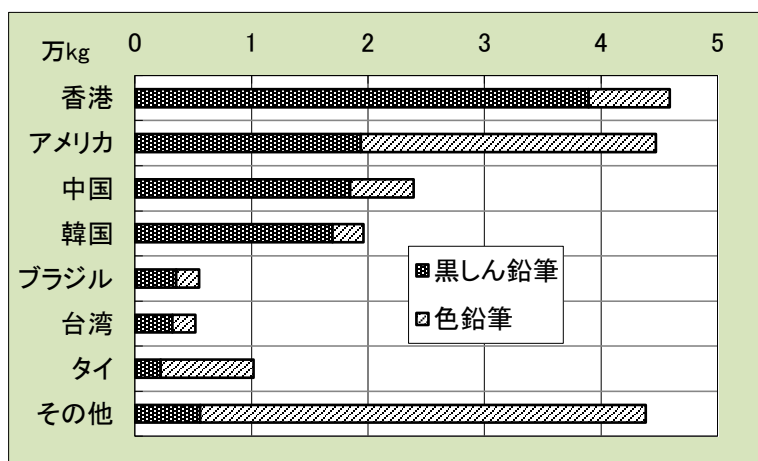 万kg 0 1 2 3 4 5
香港
アメリカ
中国
韓国
ブラジル
台湾
タイ
その他
黒しん鉛筆
色鉛筆